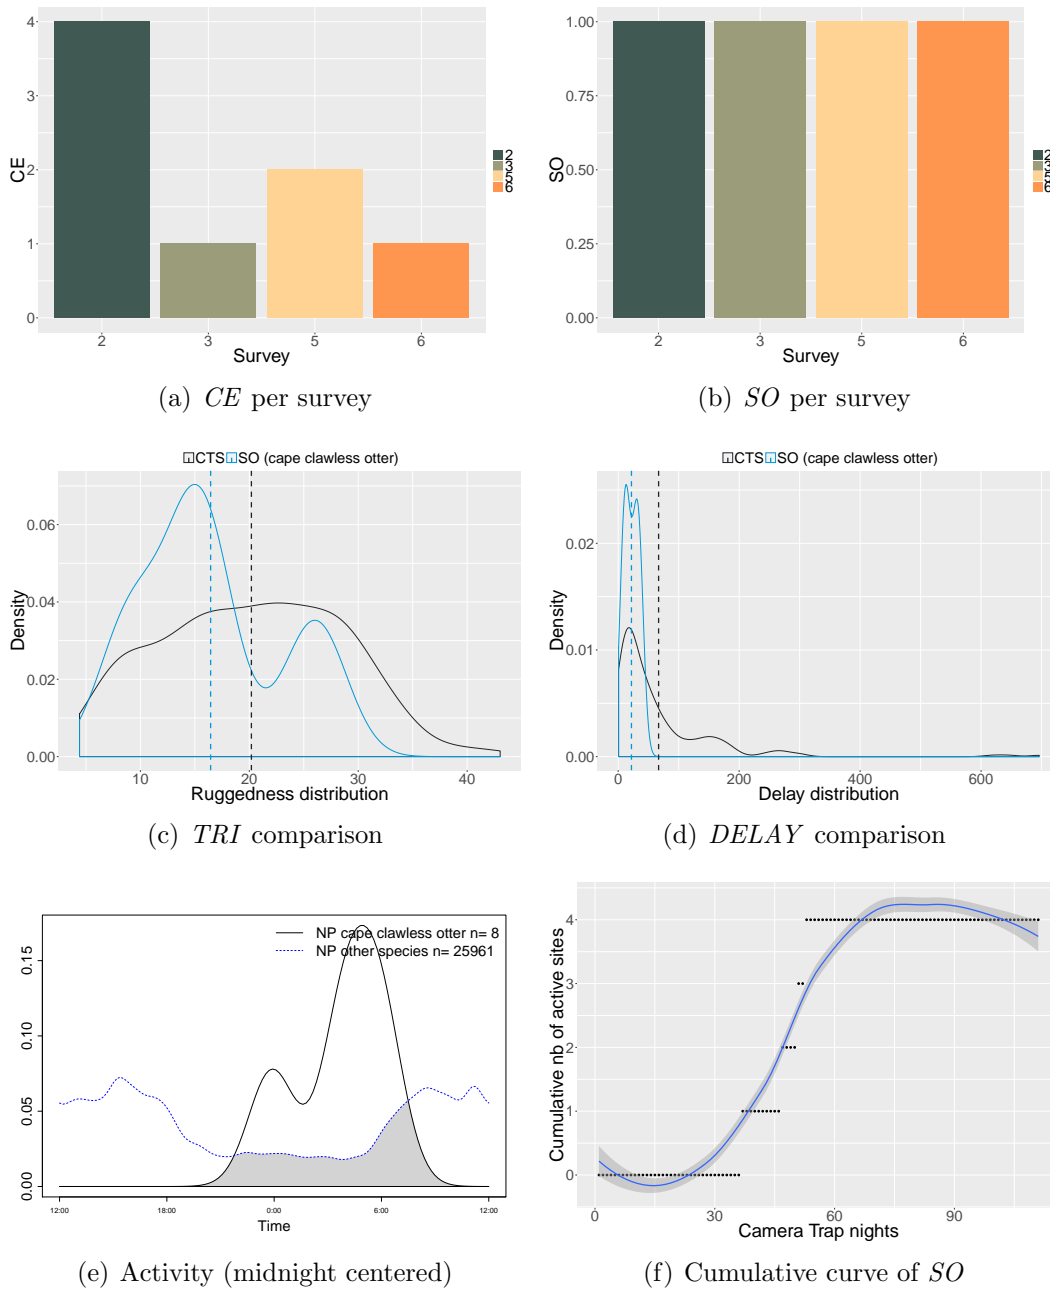 4
3
2
1
0
CE
2
3
5
6
Survey
2
3
5
6
(a) CE per survey
1.00
0.75
0.50
0.25
0.00
SO
2
3
5
6
Survey
2
3
5
6
(b) SO per survey
CTS SO (cape clawless otter)
0.06
0.04
0.02
0.00
Density
10
20
30
40
Ruggedness distribution
(c) TRI comparison
CTS SO (cape clawless otter)
0.02
0.01
0.00
Density
0
200
400
600
Delay distribution
(d) DELAY comparison
NP cape clawless otter n= 8
NP other species n= 25961
0.15
0.10
0.05
0.00
12:00
18:00
0:00
6:00
12:00
Time
(e) Activity (midnight centered)
4
3
2
1
0
Cumulative nb of active sites
0
30
60
90
Camera Trap nights
(f) Cumulative curve of SO